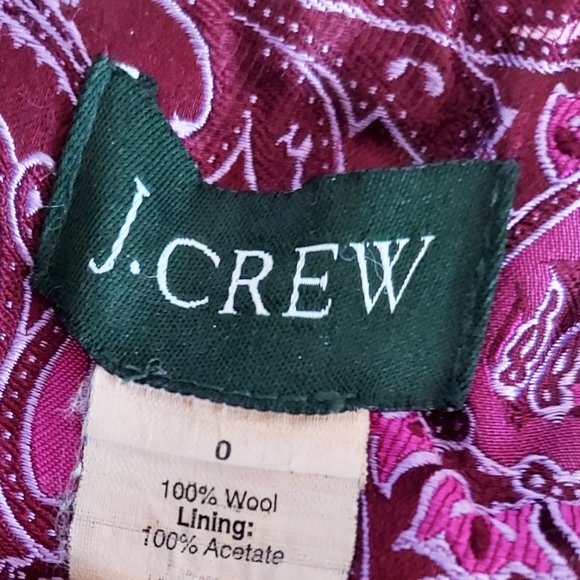 J.CREW
0
100% Wool
Lining:
100% Acetate